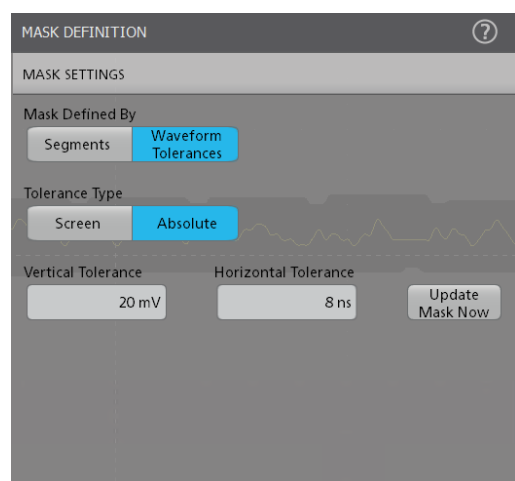 MASK DEFINITION
?
MASK SETTINGS
Mask Defined By
Segments
Waveform
Tolerances
Tolerance Type
Screen
Absolute
Vertical Tolerance
Horizontal Tolerance
20 mV
8 ns
Update
Mask Now